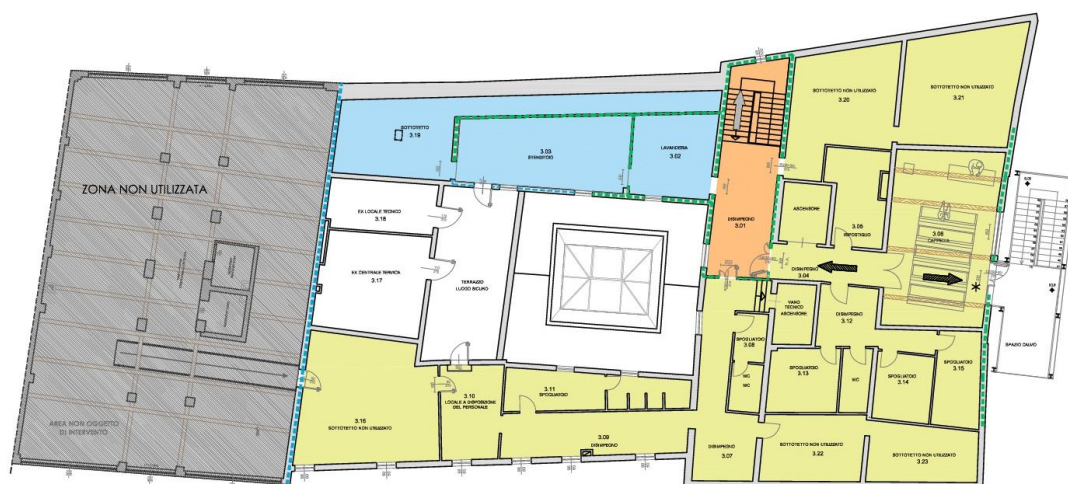 SOTTOTETTO NON UTILIZZATO
3.20
SOTTOTETTO NON UTILIZZATO
3.21
SOTTOTETTO
3.19
3.03
STENDITOIO
LAVANDERIA
3.02
ZONA NON UTILIZZATA
EX LOCALE TECNICO
3.18
EX CENTRALE TERMICA
3.17
TERRAZZO
LUOGO SICURO
DISIMPEGNO
3.01
ASCENSORE
3.05
RIPOSTIGLIO
3.06
CAPPELLA
DISIMPEGNO
3.04
VANO
TECNICO
ASCENSORE
DISIMPEGNO
3.12
SPOGLIATOIO
3.08
WC
WC
SPOGLIATOIO
3.13
WC
SPOGLIATOIO
3.14
SPOGLIATOIO
3.15
SPAZIO CALMO
3.16
SOTTOTETTO NON UTILIZZATO
3.10
LOCALE A DISPOSIZIONE
DEL PERSONALE
3.11
SPOGLIATOIO
3.09
DISIMPEGNO
DISIMPEGNO
3.07
SOTTOTETTO NON UTILIZZATO
3.22
SOTTOTETTO NON UTILIZZATO
3.23
AREA NON OGGETTO
DI INTERVENTO